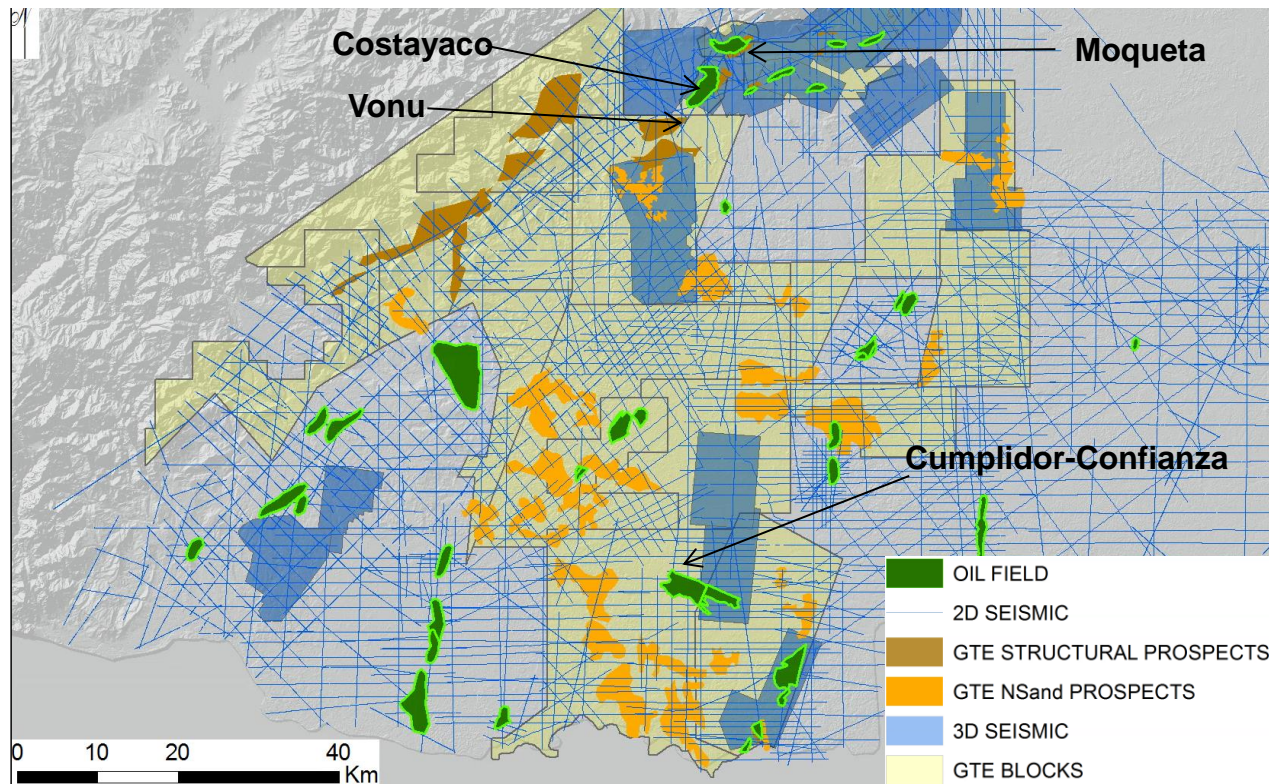 N
Costayaco
Moqueta
Vonu
Cumplidor-Confianza
OIL FIELD
2D SEISMIC
GTE STRUCTURAL PROSPECTS
GTE NSand PROSPECTS
3D SEISMIC
GTE BLOCKS
0 10 20 40
Km